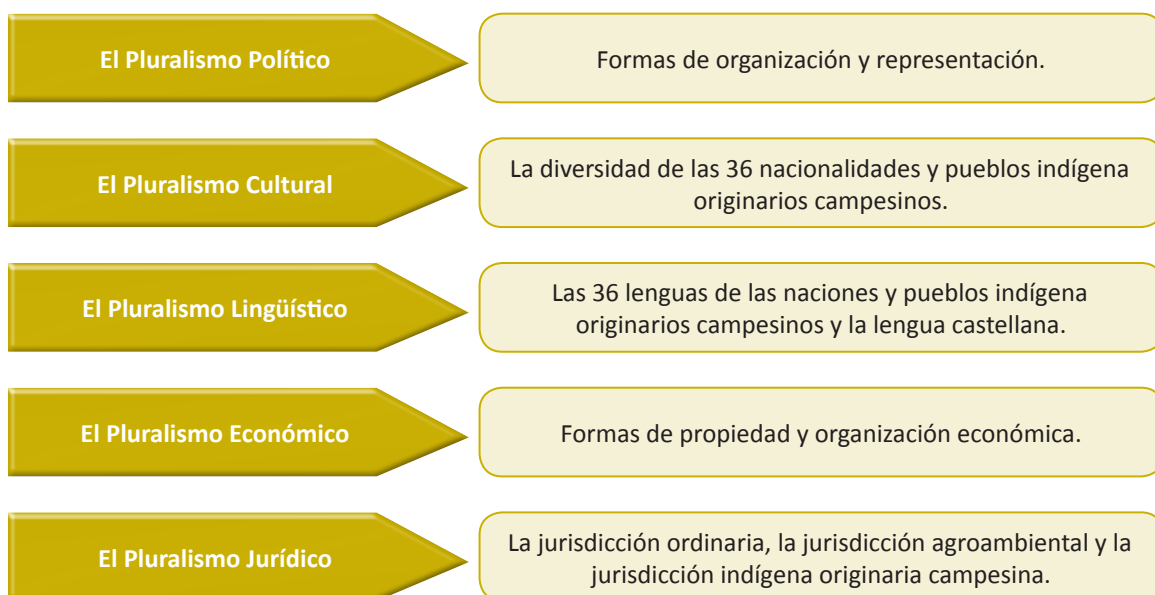 El Pluralismo Político
Formas de organización y representación.
El Pluralismo Cultural
La diversidad de las 36 nacionalidades y pueblos indígena
originarios campesinos.
El Pluralismo Lingüístico
Las 36 lenguas de las naciones y pueblos indígena
originarios campesinos y la lengua castellana.
El Pluralismo Económico
Formas de propiedad y organización económica.
El Pluralismo Jurídico
La jurisdicción ordinaria, la jurisdicción agroambiental y la
jurisdicción indígena originaria campesina.